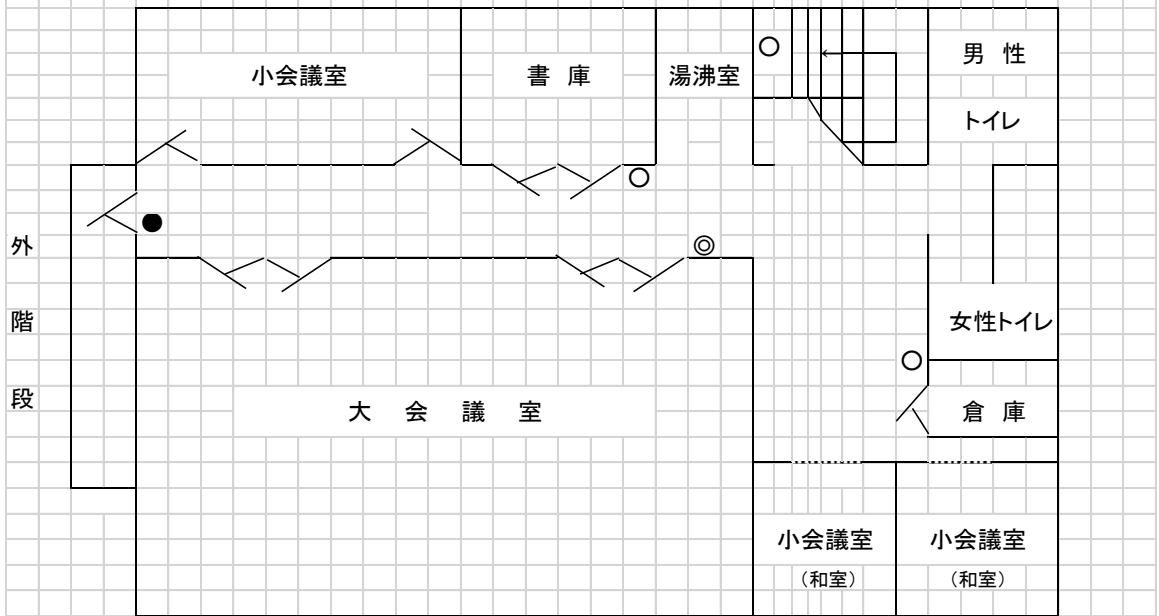 小会議室
書 庫
湯沸室
○
←
男 性
トイレ
○
●
◎
外
階
段
女性トイレ
○
倉 庫
大 会 議 室
小会議室
（和室）
小会議室
（和室）